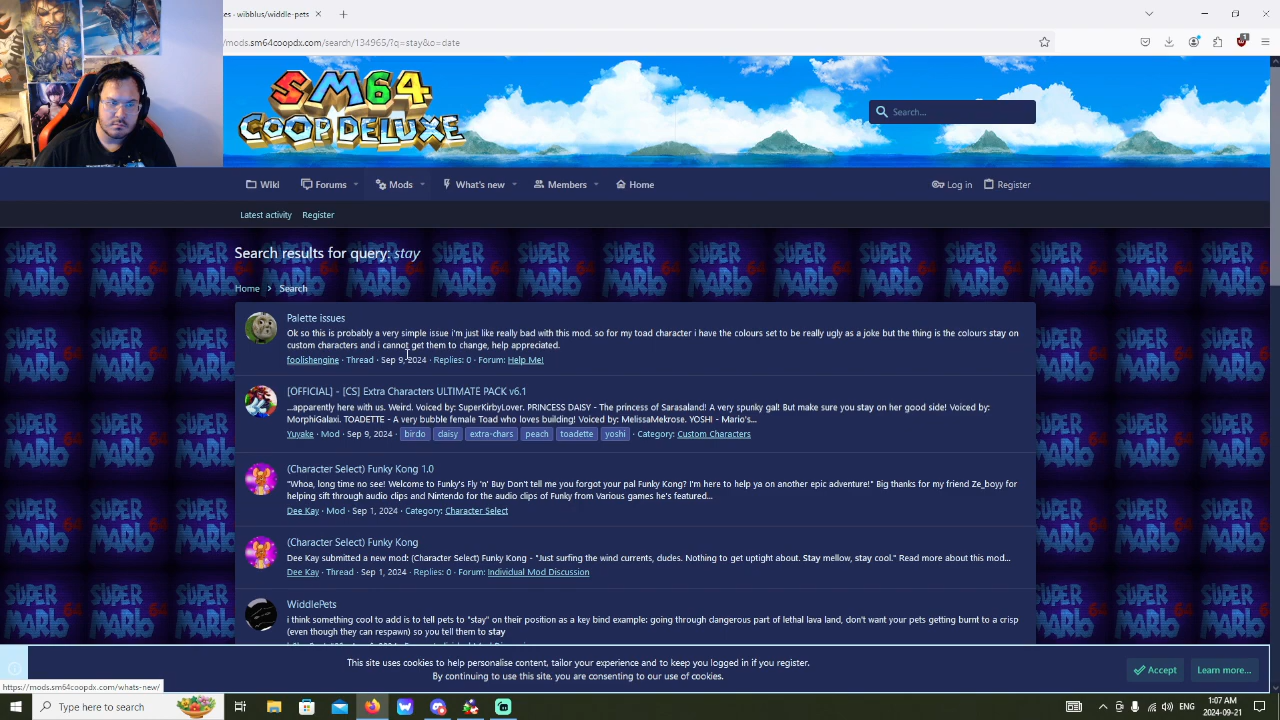 /mods.sm64coopdx.com/search/134965/?q=stay&o=date
SM64
COOP DELUXE
Search...
Wiki
Forums
Mods
What's new
Members
Home
Log in
Register
Latest activity
Register
Search results for query: stay
Home > Search
Palette issues
Ok so this is probably a very simple issue i'm just like really bad with this mod. so for my toad character i have the colours set to be really ugly as a joke but the thing is the colours stay on
custom characters and i cannot get them to change, help appreciated.
foolishengine · Thread · Sep 9, 2024 · Replies: 0 · Forum: Help Me!
[OFFICIAL] - [CS] Extra Characters ULTIMATE PACK v6.1
...apparently here with us. Weird. Voiced by: SuperKirbyLover. PRINCESS DAISY - The princess of Sarasaland! A very spunky gal! But make sure you stay on her good side! Voiced by:
MorphiGalaxi. TOADETTE - A very bubble female Toad who loves building! Voiced by: MelissaMekrose. YOSHI - Mario's...
Yuyake · Mod · Sep 9, 2024 · birdo daisy extra-chars peach toadette yoshi · Category: Custom Characters
(Character Select) Funky Kong 1.0
"Whoa, long time no see! Welcome to Funky's Fly 'n' Buy Don't tell me you forgot your pal Funky Kong? I'm here to help ya on another epic adventure!" Big thanks for my friend Ze_boyy for
helping sift through audio clips and Nintendo for the audio clips of Funky from Various games he's featured...
Dee Kay · Mod · Sep 1, 2024 · Category: Character Select
(Character Select) Funky Kong
Dee Kay submitted a new mod: (Character Select) Funky Kong - "Just surfing the wind currents, dudes. Nothing to get uptight about. Stay mellow, stay cool." Read more about this mod...
Dee Kay · Thread · Sep 1, 2024 · Replies: 0 · Forum: Individual Mod Discussion
WiddlePets
i think something cool to add is to tell pets to "stay" on their position as a key bind example: going through dangerous part of lethal lava land, don't want your pets getting burnt to a crisp
(even though they can respawn) so you tell them to stay
This site uses cookies to help personalise content, tailor your experience and to keep you logged in if you register.
By continuing to use this site, you are consenting to our use of cookies.
Accept
Learn more...
https://mods.sm64coopdx.com/whats-new/
Type here to search
ENG
1:07 AM
2024-09-21